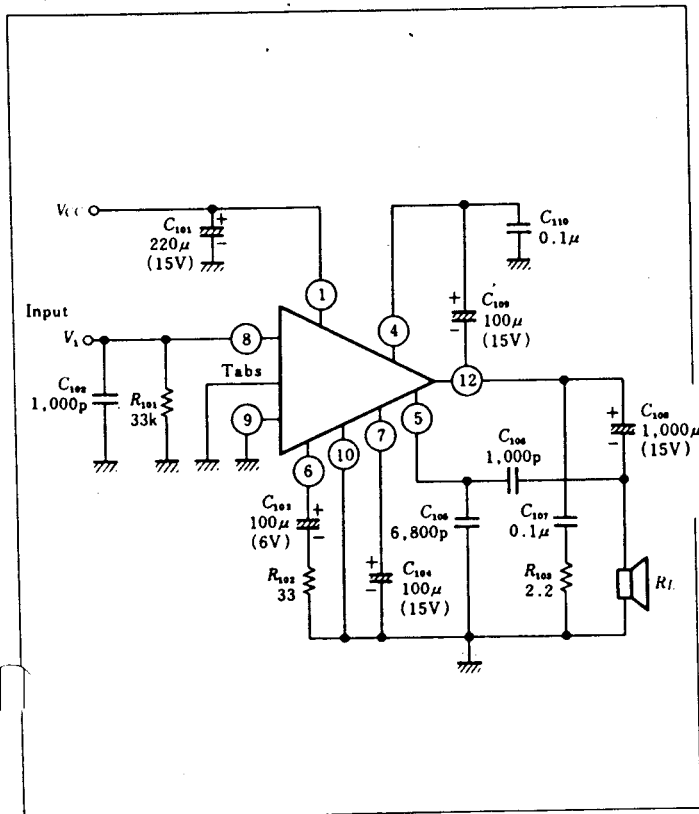 VCC
C101
220μ
(15V)
+
−
1
4
C110
0.1μ
+
−
C109
100μ
(15V)
Input
V1
8
Tabs
C102
1,000p
R101
33k
9
12
5
7
10
6
C108
1,000μ
(15V)
+
−
C106
1,000p
C103
100μ
(6V)
+
−
C105
6,800p
C107
0.1μ
R102
33
+
−
C104
100μ
(15V)
R103
2.2
RL